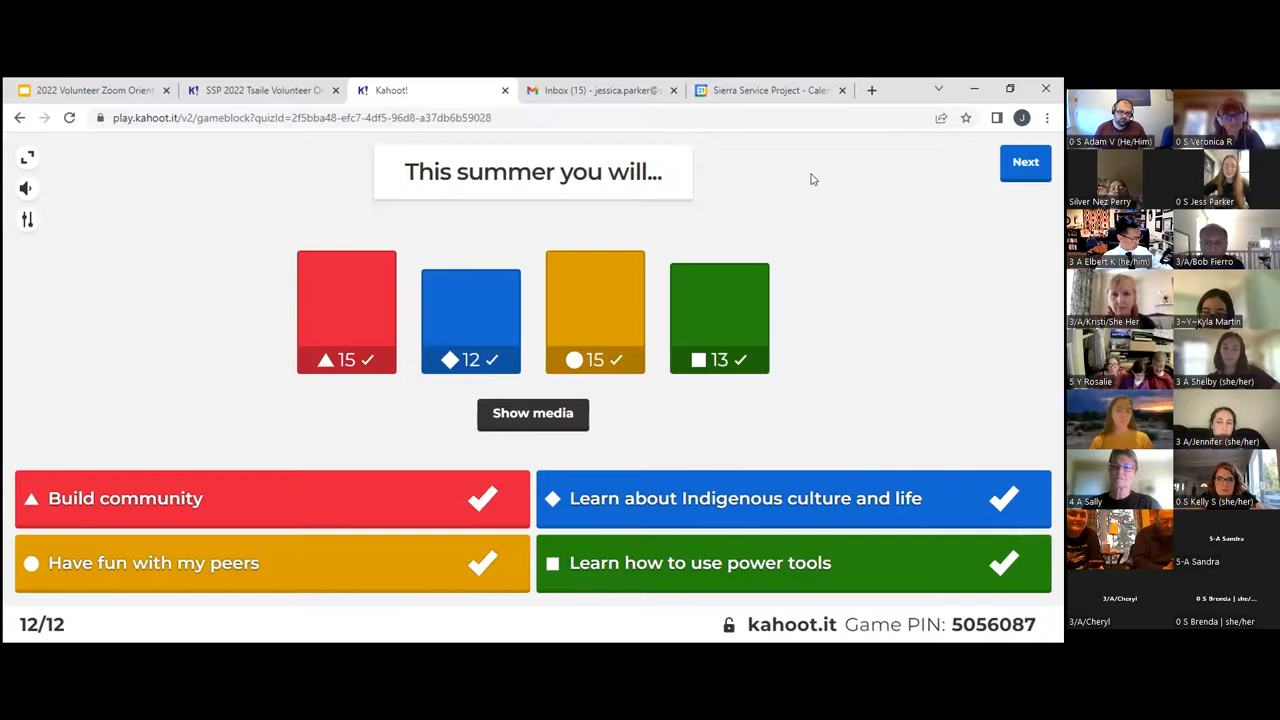 2022 Volunteer Zoom Orient
SSP 2022 Tsaile Volunteer O
Kahoot!
Inbox (15) - jessica.parker@
Sierra Service Project - Cale
play.kahoot.it/v2/gameblock?quizId=2f5bba48-efc7-4df5-96d8-a37db6b59028
J
This summer you will...
Next
15
12
15
13
Show media
Build community
Learn about Indigenous culture and life
Have fun with my peers
Learn how to use power tools
12/12
kahoot.it Game PIN: 5056087
0 S Adam V (He/Him)
0 S Veronica R
Silver Nez Perry
0 S Jess Parker
3 A Elbert K (he/him)
3/A/Bob Fierro
3/A/Kristi/She Her
3~Y~Kyla Martin
5 Y Rosalie
3 A Shelby (she/her)
3 A/Jennifer (she/her)
4 A Sally
0 S Kelly S (she/her)
5-A Sandra
5-A Sandra
3/A/Cheryl
0 S Brenda | she/...
3/A/Cheryl
0 S Brenda | she/her